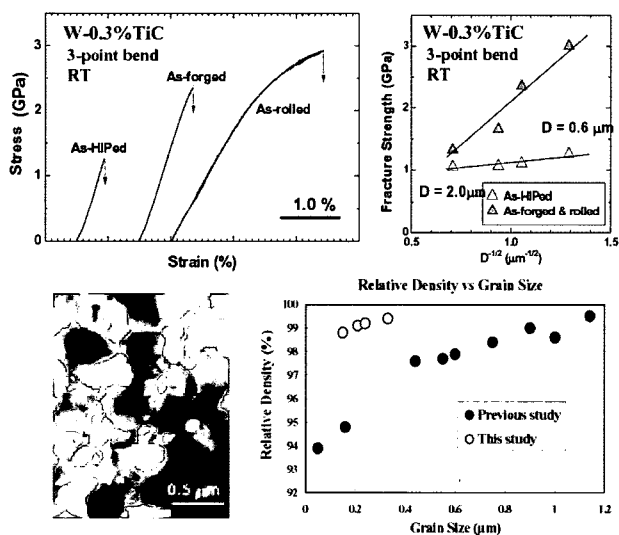 W-0.3%TiC
3-point bend
RT
As-HIPed
As-forged
As-rolled
1.0 %
Stress (GPa)
3
2
1
0
Strain (%)
W-0.3%TiC
3-point bend
RT
D = 0.6 μm
D = 2.0μm
As-HIPed
As-forged & rolled
Fracture Strength (GPa)
3
2
1
0
0.5
1.0
1.5
D-1/2 (μm-1/2)
0.5 μm
Relative Density vs Grain Size
Relative Density (%)
100
99
98
97
96
95
94
93
92
Previous study
This study
0
0.2
0.4
0.6
0.8
1
1.2
Grain Size (μm)